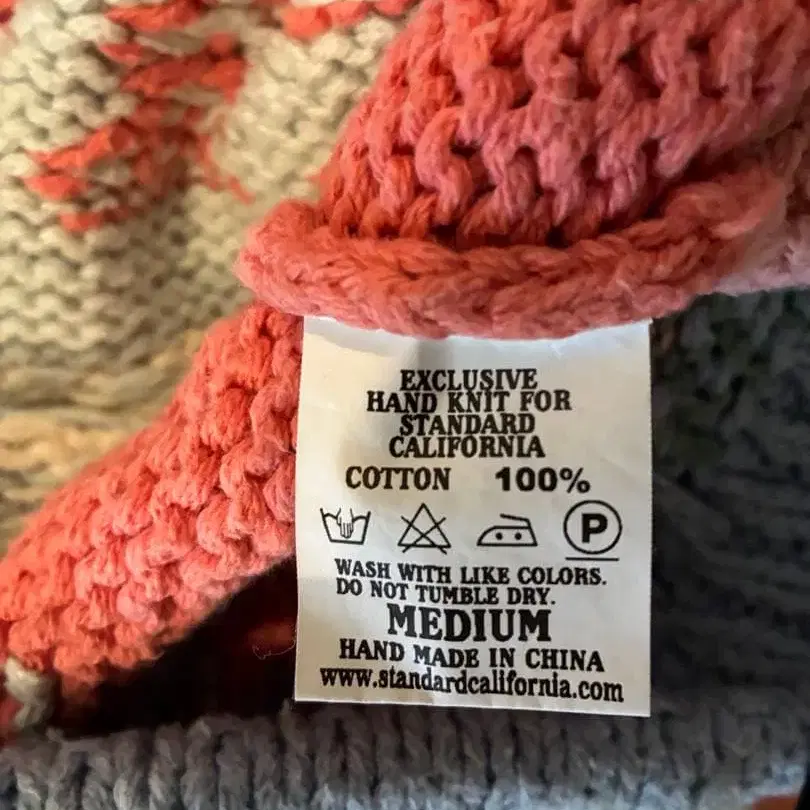 EXCLUSIVE
HAND KNIT FOR
STANDARD
CALIFORNIA
COTTON 100%
P
WASH WITH LIKE COLORS.
DO NOT TUMBLE DRY.
MEDIUM
HAND MADE IN CHINA
www.standardcalifornia.com